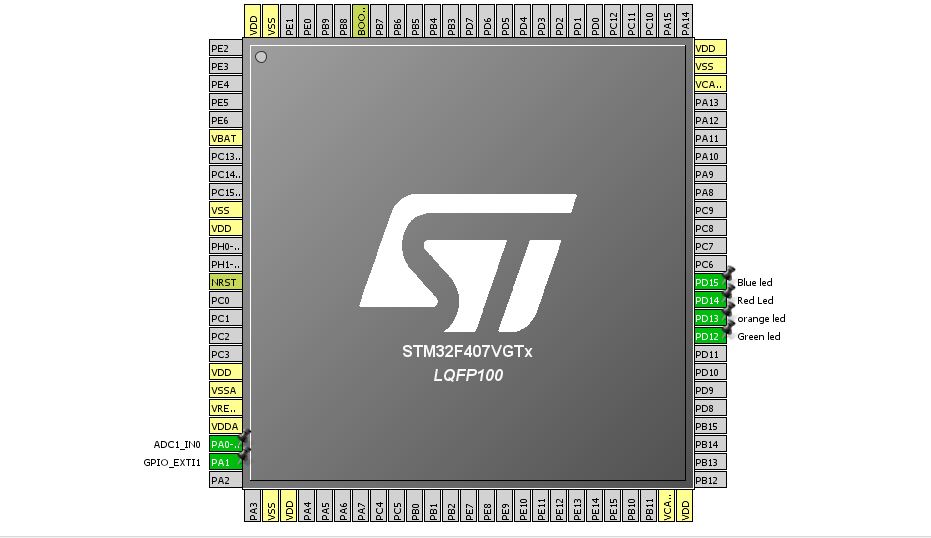 VDD VSS PE1 PE0 PB9 PB8 BOO.. PB7 PB6 PB5 PB4 PB3 PD7 PD6 PD5 PD4 PD3 PD2 PD1 PD0 PC12 PC11 PC10 PA15 PA14
PE2 VDD
PE3 VSS
PE4 VCA..
PE5 PA13
PE6 PA12
VBAT PA11
PC13.. PA10
PC14.. PA9
PC15.. PA8
VSS PC9
VDD PC8
PH0-.. PC7
PH1-.. PC6
NRST PD15 Blue led
PC0 PD14 Red Led
PC1 PD13 orange led
PC2 PD12 Green led
ST
STM32F407VGTx
PC3 PD11
VDD LQFP100 PD10
VSSA PD9
VRE.. PD8
VDDA PB15
ADC1_IN0 PA0-.. PB14
GPIO_EXTI1 PA1 PB13
PA2 PB12
PA3 VSS VDD PA4 PA5 PA6 PA7 PC4 PC5 PB0 PB1 PB2 PE7 PE8 PE9 PE10 PE11 PE12 PE13 PE14 PE15 PB10 PB11 VCA.. VDD